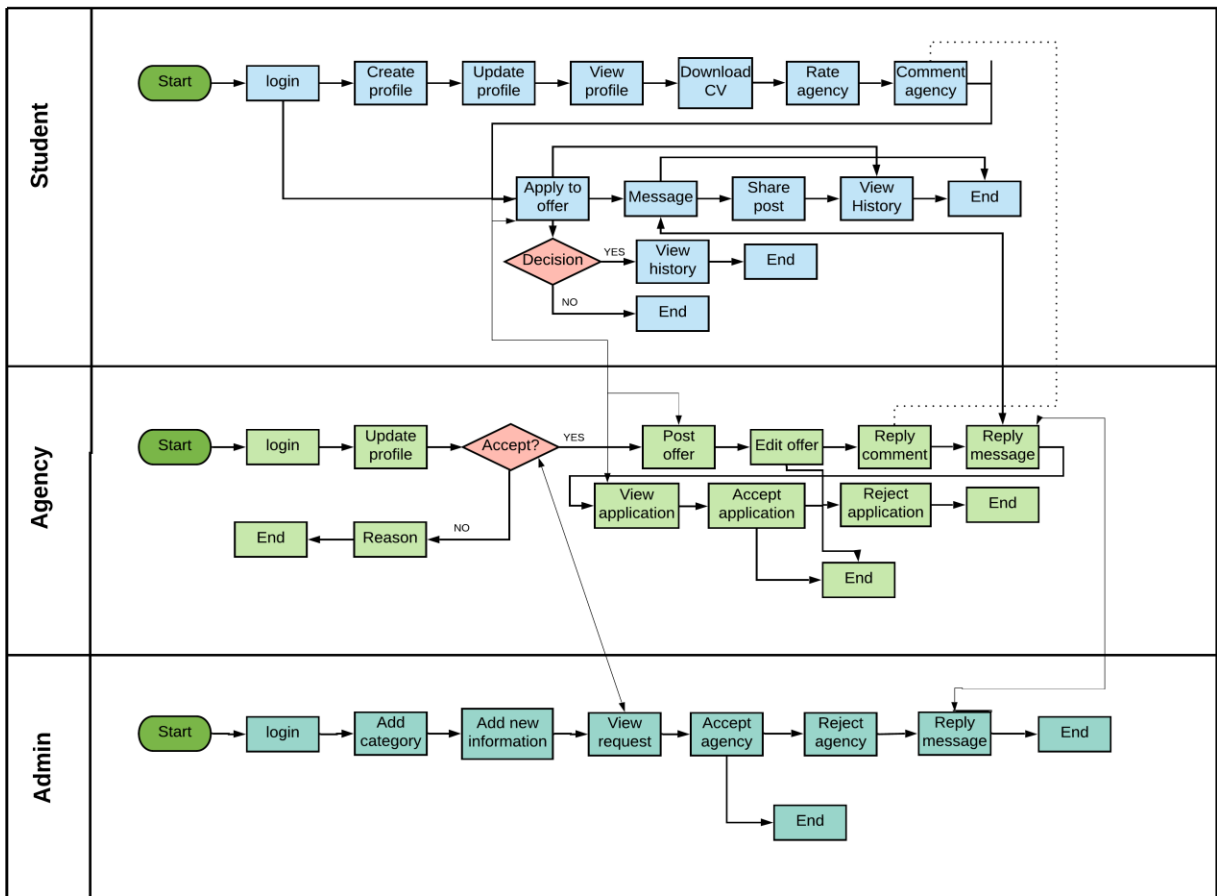 Student
Start
login
Create
profile
Update
profile
View
profile
Download
CV
Rate
agency
Comment
agency
Apply to
offer
Message
Share
post
View
History
End
Decision
YES
View
history
End
NO
End
Agency
Start
login
Update
profile
Accept?
YES
Post
offer
Edit offer
Reply
comment
Reply
message
View
application
Accept
application
Reject
application
End
NO
Reason
End
End
Admin
Start
login
Add
category
Add new
information
View
request
Accept
agency
Reject
agency
Reply
message
End
End